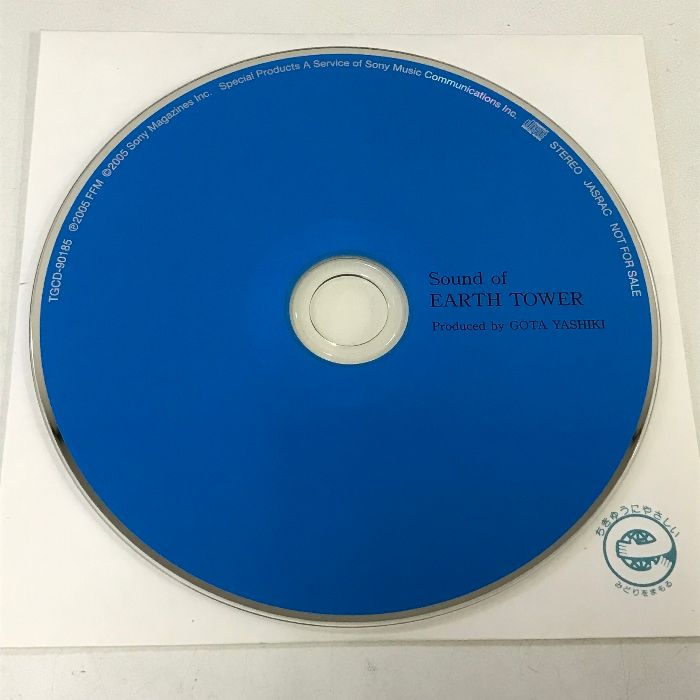 TGCD-90185 ℗2005 FFM ©2005 Sony Magazines Inc. Special Products A Service of Sony Music Communications Inc. STEREO JASRAC NOT FOR SALE
Sound of
EARTH TOWER
Produced by GOTA YASHIKI
ちきゅうにやさしい
みどりをまもる